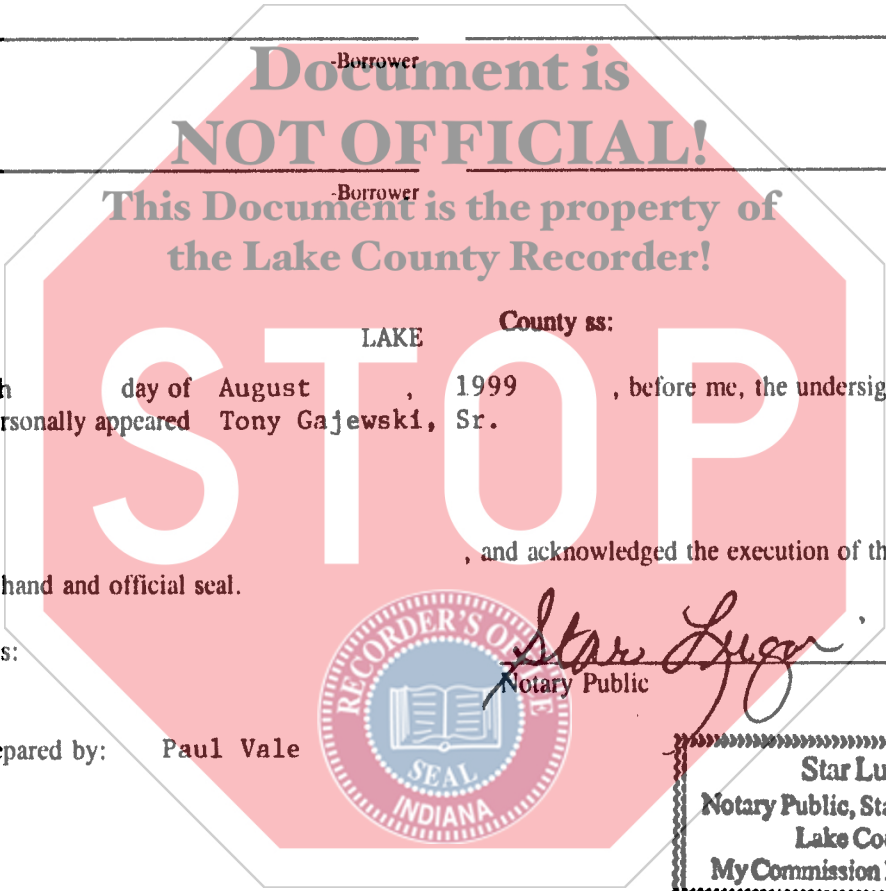 -Borrower
Document is
NOT OFFICIAL!
-Borrower
This Document is the property of
the Lake County Recorder!
STOP
LAKE County ss:
day of August , 1999 , before me, the undersig
rsonally appeared Tony Gajewski, Sr.
, and acknowledged the execution of th
hand and official seal.
s:
Star Lugar
Notary Public
epared by: Paul Vale
RECORDER'S OFFICE
SEAL
INDIANA
Star Lu
Notary Public, Sta
Lake Cou
My Commission